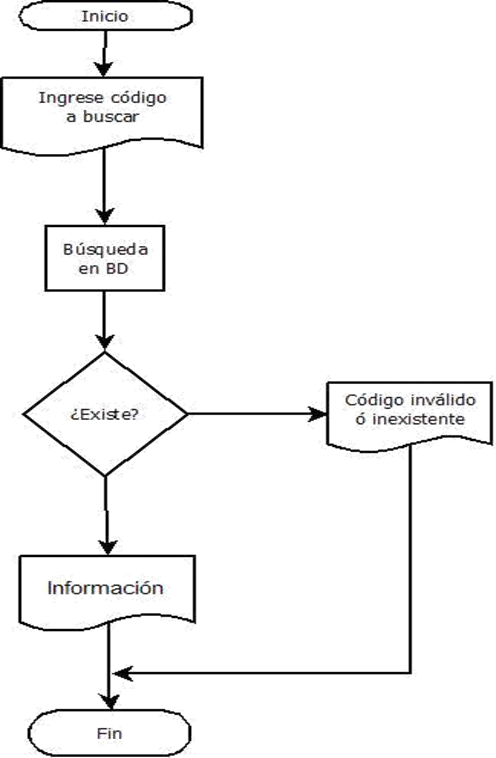 Inicio
Ingrese código
a buscar
Búsqueda
en BD
¿Existe?
Código inválido
ó inexistente
Información
Fin